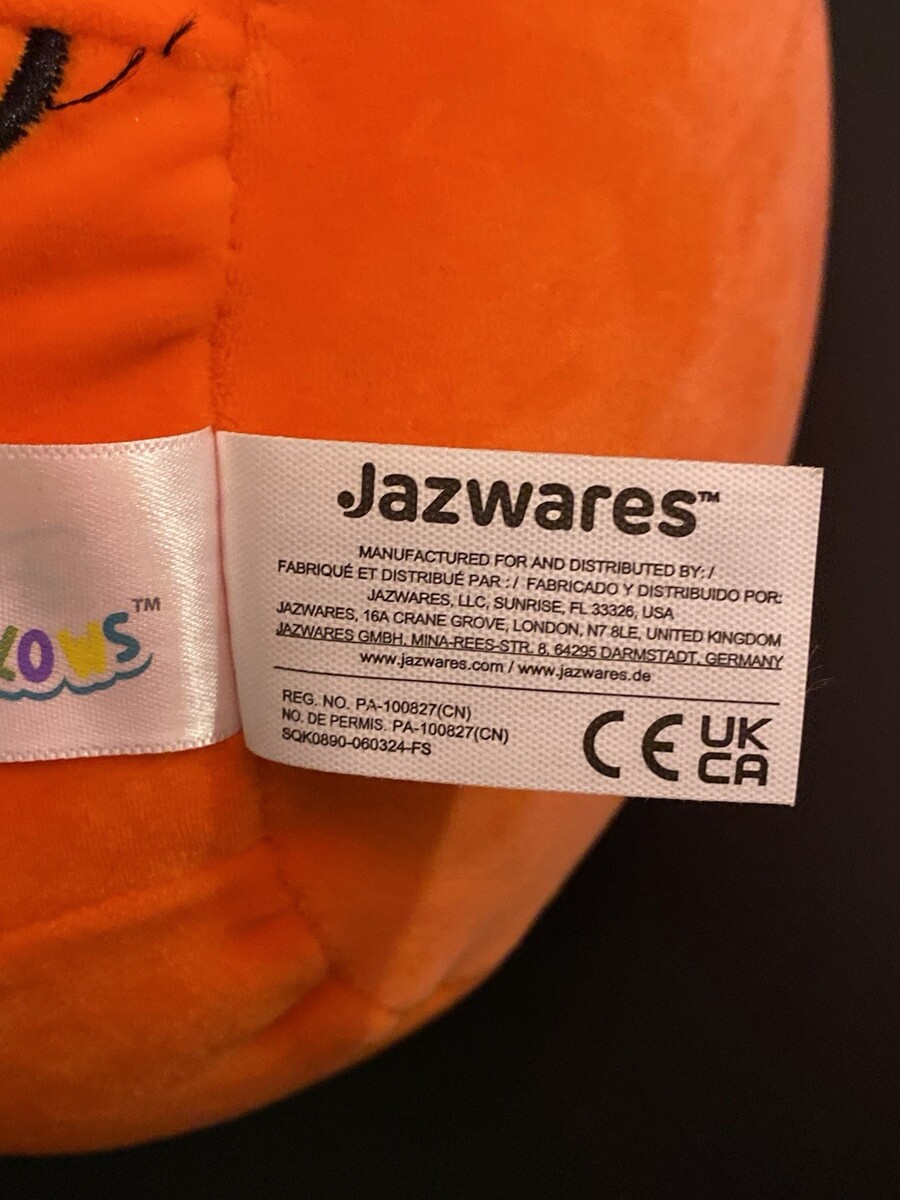 Jazwares™
MANUFACTURED FOR AND DISTRIBUTED BY: /
FABRIQUÉ ET DISTRIBUÉ PAR : / FABRICADO Y DISTRIBUIDO POR:
JAZWARES, LLC, SUNRISE, FL 33326, USA
JAZWARES, 16A CRANE GROVE, LONDON, N7 8LE, UNITED KINGDOM
JAZWARES GMBH, MINA-REES-STR. 8, 64295 DARMSTADT, GERMANY
www.jazwares.com / www.jazwares.de
REG. NO. PA-100827(CN)
NO. DE PERMIS. PA-100827(CN)
SQK0890-060324-FS
CE UK
CA
LOWS™